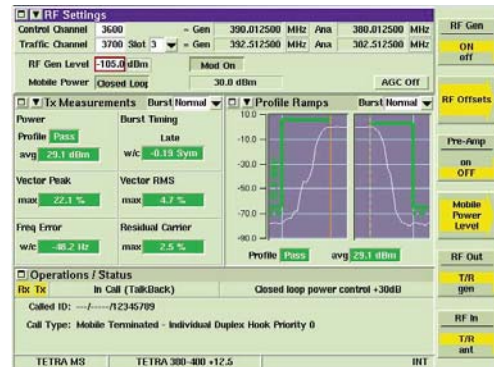 RF Settings
Control Channel 3600 = Gen 390.012500 MHz Ana 380.012500 MHz
Traffic Channel 3700 Slot 3 = Gen 392.512500 MHz Ana 382.512500 MHz
RF Gen Level -105.0 dBm Mod On
Mobile Power Closed Loop 30.0 dBm AGC Off
Tx Measurements Burst Normal
Power Burst Timing
Profile Pass Late
avg 29.1 dBm w/c -0.19 Sym
Vector Peak Vector RMS
max 22.1 % max 4.7 %
Freq Error Residual Carrier
w/c -48.2 Hz max 2.5 %
Profile Ramps Burst Normal
10.0
-20.0
-50.0
-70.0
-90.0
Profile Pass avg 29.1 dBm
Operations / Status
Rx Tx In Call (TalkBack) Closed loop power control +30dB
Called ID: ---/-----/12345789
Call Type: Mobile Terminated - Individual Duplex Hook Priority 0
TETRA MS TETRA 380-400 +12.5 INT
RF Gen
ON
off
RF Offsets
Pre-Amp
on
OFF
Mobile
Power
Level
RF Out
T/R
gen
RF In
T/R
ant